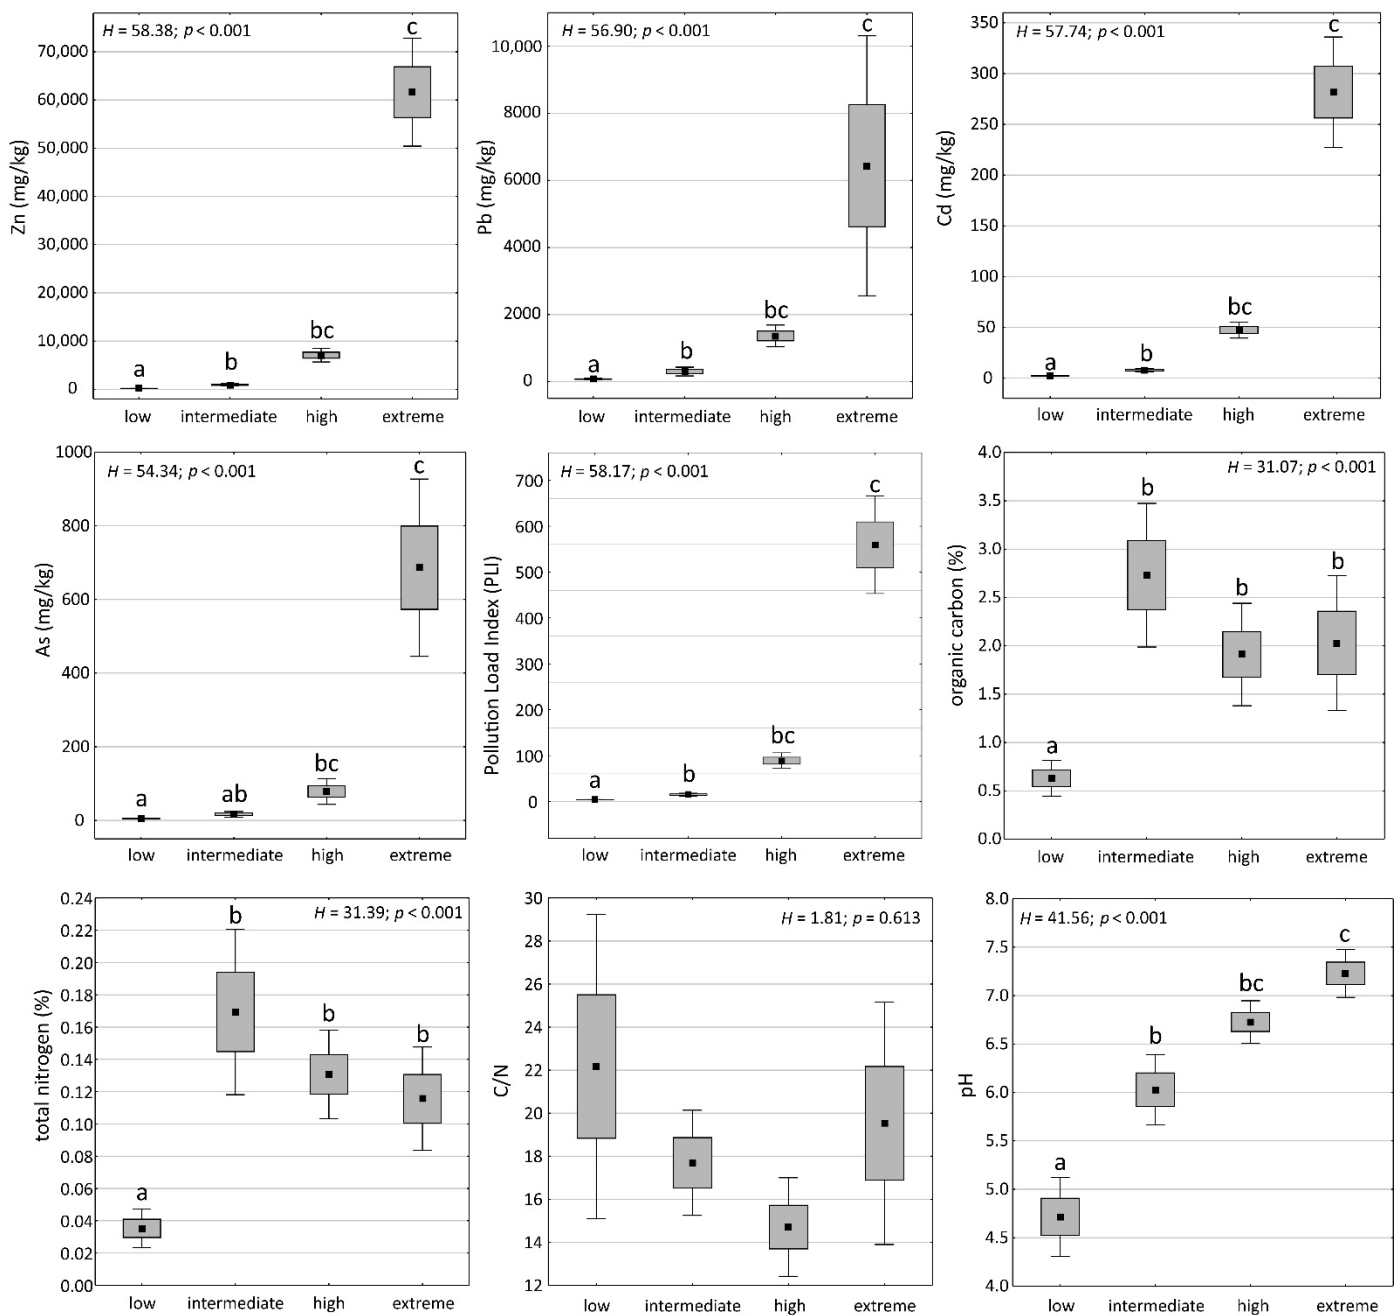 H = 58.38; p < 0.001
c
70,000
60,000
50,000
40,000
30,000
20,000
10,000
0
Zn (mg/kg)
a
b
bc
low
intermediate
high
extreme
H = 56.90; p < 0.001
c
10,000
8000
6000
4000
2000
0
Pb (mg/kg)
a
b
bc
low
intermediate
high
extreme
H = 57.74; p < 0.001
c
350
300
250
200
150
100
50
0
Cd (mg/kg)
a
b
bc
low
intermediate
high
extreme
H = 54.34; p < 0.001
c
1000
800
600
400
200
0
As (mg/kg)
a
ab
bc
low
intermediate
high
extreme
H = 58.17; p < 0.001
c
700
600
500
400
300
200
100
0
Pollution Load Index (PLI)
a
b
bc
low
intermediate
high
extreme
H = 31.07; p < 0.001
4.0
3.5
3.0
2.5
2.0
1.5
1.0
0.5
0.0
organic carbon (%)
a
b
b
b
low
intermediate
high
extreme
H = 31.39; p < 0.001
0.24
0.22
0.20
0.18
0.16
0.14
0.12
0.10
0.08
0.06
0.04
0.02
0.00
total nitrogen (%)
a
b
b
b
low
intermediate
high
extreme
H = 1.81; p = 0.613
30
28
26
24
22
20
18
16
14
12
C/N
low
intermediate
high
extreme
H = 41.56; p < 0.001
8.0
7.5
7.0
6.5
6.0
5.5
5.0
4.5
4.0
pH
a
b
bc
c
low
intermediate
high
extreme